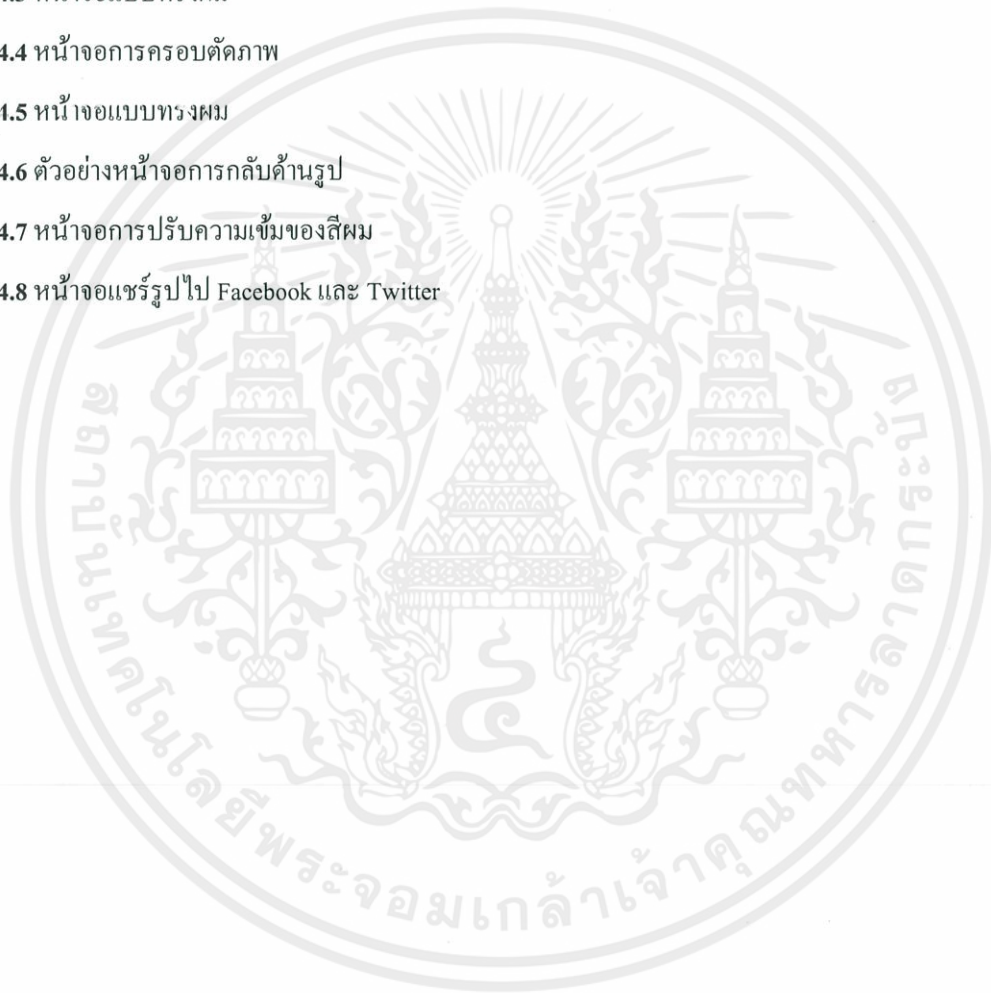 4.4 หน้าจอการครอบตัดภาพ
4.5 หน้าจอแบบทรงผม
4.6 ตัวอย่างหน้าจอการกลับด้านรูป
4.7 หน้าจอการปรับความเข้มของสีผม
4.8 หน้าจอแชร์รูปไป Facebook และ Twitter
สถาบันเทคโนโลยีพระจอมเกล้าเจ้าคุณทหารลาดกระบัง